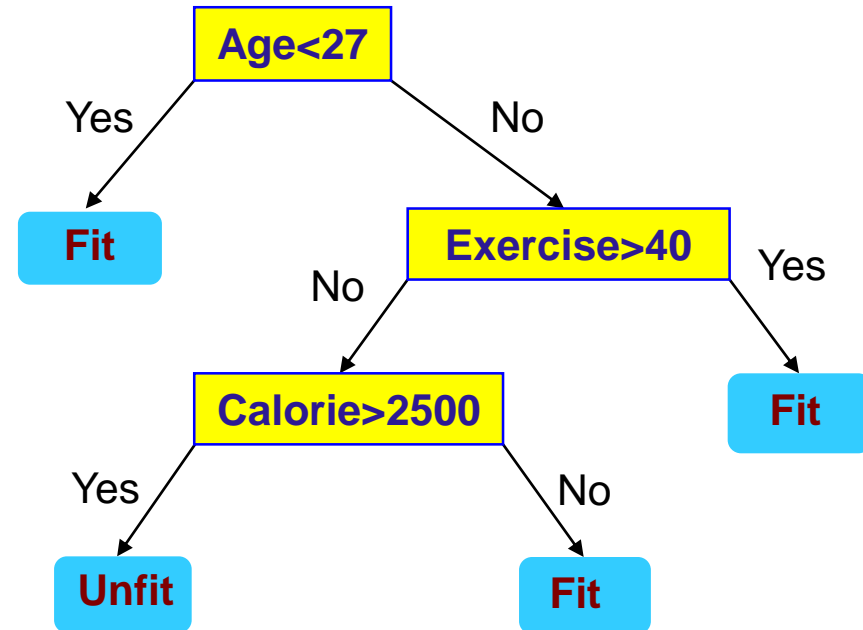 Age<27
Yes
No
Fit
Exercise>40
No
Yes
Calorie>2500
Fit
Yes
No
Unfit
Fit